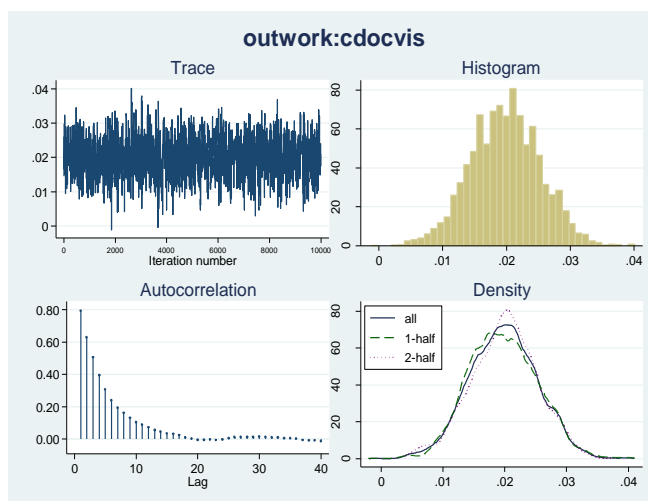 outwork:cdocvis
Trace
.04
.03
.02
.01
0
0 2000 4000 6000 8000 10000
Iteration number
Histogram
80
60
40
20
0
0 .01 .02 .03 .04
Autocorrelation
0.80
0.60
0.40
0.20
0.00
0 10 20 30 40
Lag
Density
80
60
40
20
0
all
1-half
2-half
0 .01 .02 .03 .04